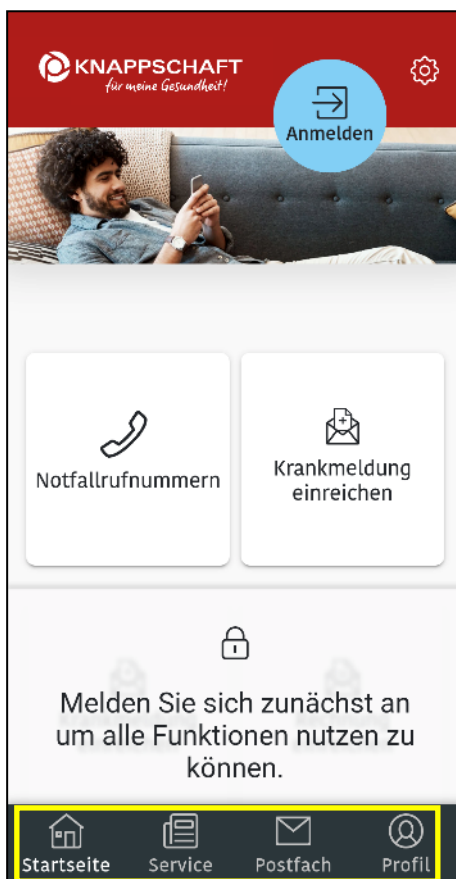 KNAPPSCHAFT
für meine Gesundheit!
Anmelden
Notfallrufnummern
Krankmeldung
einreichen
Melden Sie sich zunächst an
um alle Funktionen nutzen zu
können.
Startseite Service Postfach Profil